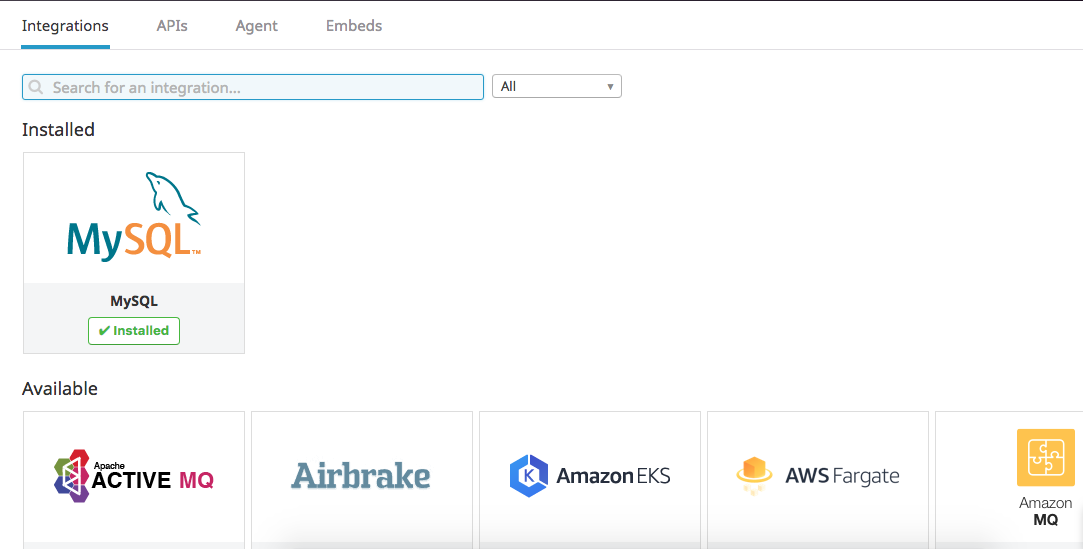 Integrations APIs Agent Embeds
Search for an integration... All
Installed
MySQL™
MySQL
✔ Installed
Available
Apache
ACTIVE MQ
Airbrake
Amazon EKS
AWS Fargate
Amazon
MQ